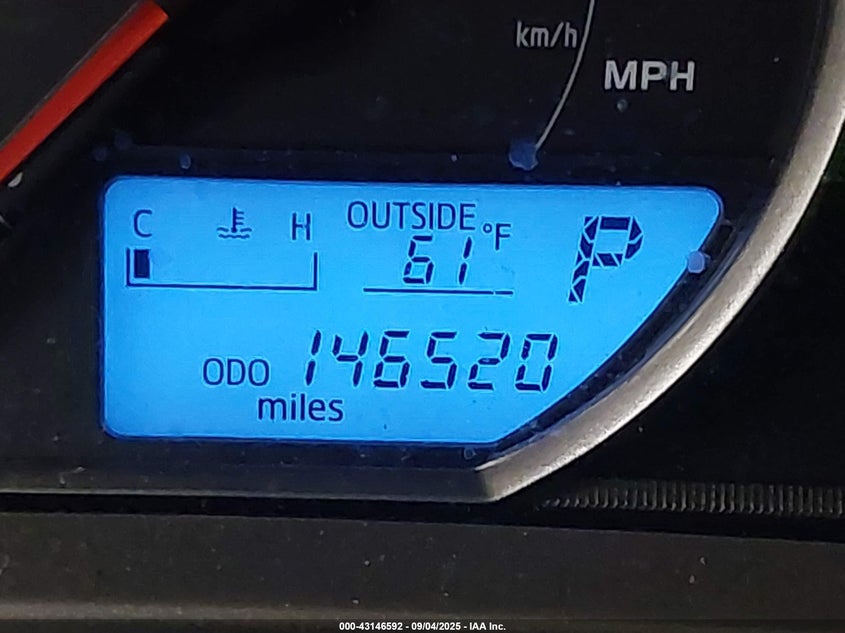 km/h
MPH
C H OUTSIDE °F
61 P
ODO 146520
miles
000-43146592 - 09/04/2025 - IAA Inc.